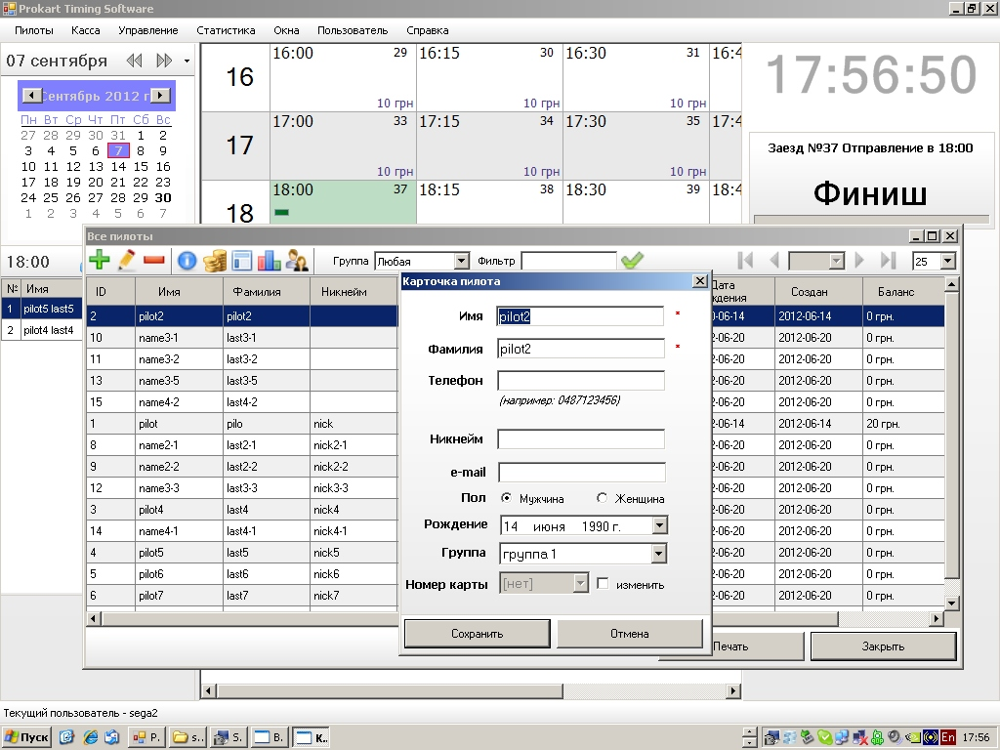 Prokart Timing Software
Пилоты Касса Управление Статистика Окна Пользователь Справка
07 сентября
Сентябрь 2012 г
Пн Вт Ср Чт Пт Сб Вс
27 28 29 30 31 1 2
3 4 5 6 7 8 9
10 11 12 13 14 15 16
17 18 19 20 21 22 23
24 25 26 27 28 29 30
1 2 3 4 5 6 7
16 16:00 29 16:15 30 16:30 31 16:4
10 грн 10 грн 10 грн
17 17:00 33 17:15 34 17:30 35 17:4
10 грн 10 грн 10 грн
18 18:00 37 18:15 38 18:30 39 18:4
17:56:50
Заезд №37 Отправление в 18:00
Финиш
18:00
№ Имя
1 pilot5 last5
2 pilot4 last4
Все пилоты
Группа Любая Фильтр 25
ID Имя Фамилия Никнейм Дата ждения Создан Баланс
2 pilot2 pilot2 0-06-14 2012-06-14 0 грн.
10 name3-1 last3-1 2-06-20 2012-06-20 0 грн.
11 name3-2 last3-2 2-06-20 2012-06-20 0 грн.
13 name3-5 last3-5 2-06-20 2012-06-20 0 грн.
15 name4-2 last4-2 2-06-20 2012-06-20 0 грн.
1 pilot pilo nick 2-06-14 2012-06-14 20 грн.
8 name2-1 last2-1 nick2-1 2-06-20 2012-06-20 0 грн.
9 name2-2 last2-2 nick2-2 2-06-20 2012-06-20 0 грн.
12 name3-3 last3-3 nick3-3 2-06-20 2012-06-20 0 грн.
3 pilot4 last4 nick4 2-06-20 2012-06-20 0 грн.
14 name4-1 last4-1 nick4-1 2-06-20 2012-06-20 0 грн.
4 pilot5 last5 nick5 2-06-20 2012-06-20 0 грн.
5 pilot6 last6 nick6 2-06-20 2012-06-20 0 грн.
6 pilot7 last7 nick7 2-06-20 2012-06-20 0 грн.
Печать Закрыть
Карточка пилота
Имя pilot2 *
Фамилия pilot2 *
Телефон
(например: 0487123456)
Никнейм
e-mail
Пол Мужчина Женщина
Рождение 14 июня 1990 г.
Группа группа 1
Номер карты [нет] изменить
Сохранить Отмена
Текущий пользователь - sega2
Пуск P. s.. S. B. K.. En 17:56